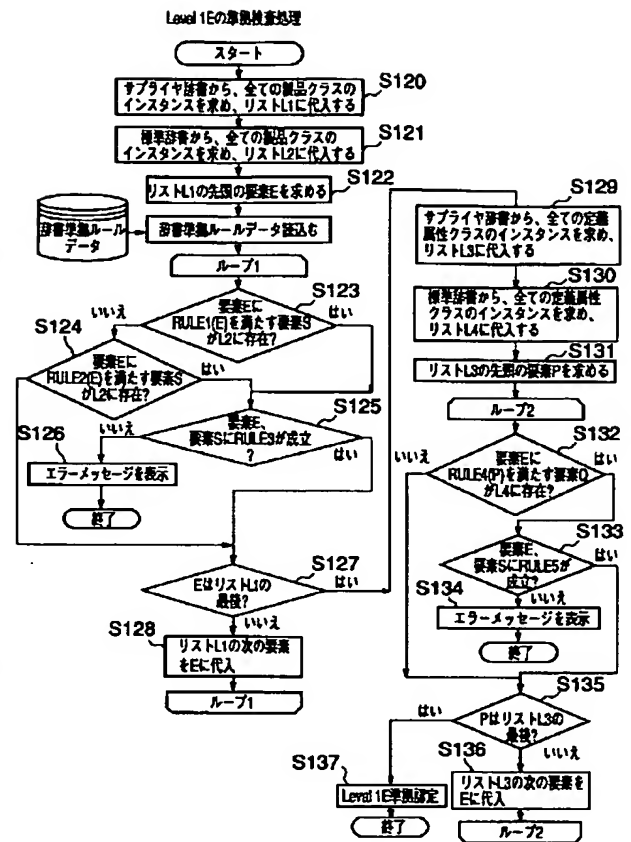 Level 1Eの準拠検査処理
スタート
S120
サプライヤ辞書から、全ての製品クラスの
インスタンスを求め、リストL1に代入する
S121
標準辞書から、全ての製品クラスの
インスタンスを求め、リストL2に代入する
S122
リストL1の先頭の要素Eを求める
辞書準拠ルール
データ
辞書準拠ルールデータ読込む
ループ1
S123
要素Eに
RULE1(E)を満たす要素S
がL2に存在?
いいえ
はい
S124
要素Eに
RULE2(E)を満たす要素S
がL2に存在?
はい
いいえ
S125
要素E、
要素SにRULE3が成立
?
いいえ
はい
S126
エラーメッセージを表示
終了
S127
EはリストL1の
最後?
はい
いいえ
S128
リストL1の次の要素
をEに代入
ループ1
S129
サプライヤ辞書から、全ての定義
属性クラスのインスタンスを求め、
リストL3に代入する
S130
標準辞書から、全ての定義属性
クラスのインスタンスを求め、
リストL4に代入する
S131
リストL3の先頭の要素Pを求める
ループ2
S132
要素Eに
RULE4(P)を満たす要素Q
がL4に存在?
いいえ
はい
S133
要素E、
要素SにRULE5が
成立?
はい
いいえ
S134
エラーメッセージを表示
終了
S135
PはリストL3の
最後?
はい
いいえ
S136
リストL3の次の要素を
Eに代入
ループ2
S137
Level 1E準拠認定
終了